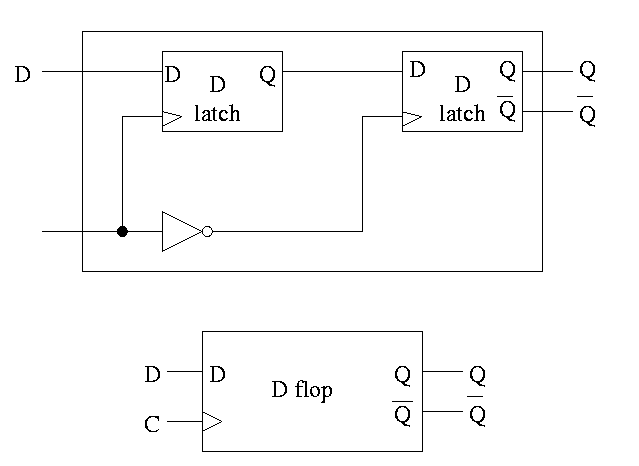 D D D Q D D Q Q
latch latch Q̅ Q̅
D D D flop Q Q
C Q̅ Q̅